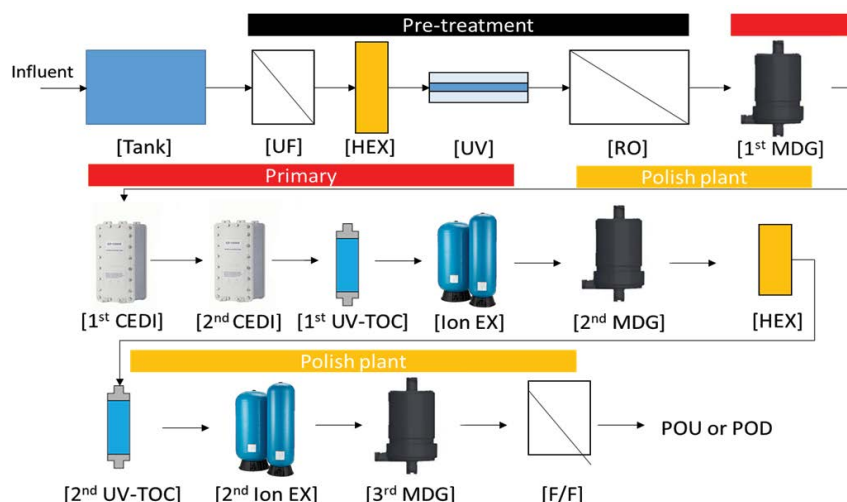 Pre-treatment
Influent
[Tank]
[UF]
[HEX]
[UV]
[RO]
[1st MDG]
Primary
Polish plant
[1st CEDI]
[2nd CEDI]
[1st UV-TOC]
[Ion EX]
[2nd MDG]
[HEX]
Polish plant
[2nd UV-TOC]
[2nd Ion EX]
[3rd MDG]
[F/F]
POU or POD